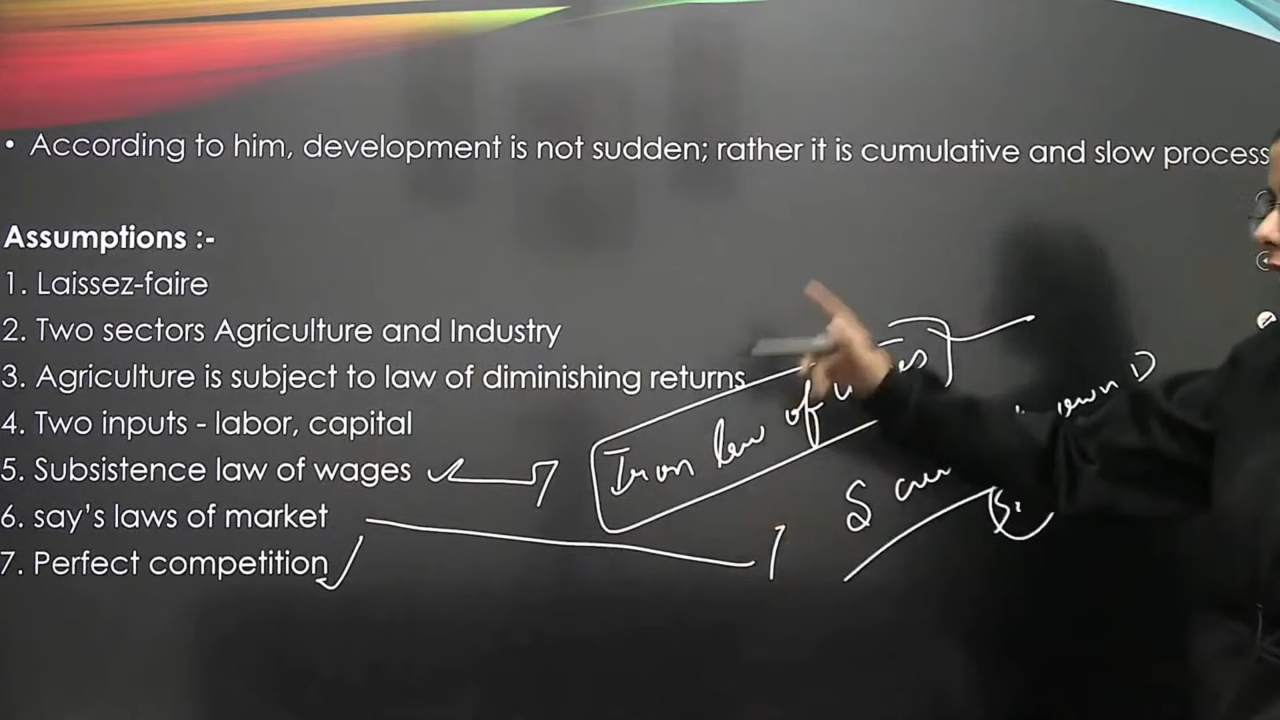 • According to him, development is not sudden; rather it is cumulative and slow process
Assumptions :-
1. Laissez-faire
2. Two sectors Agriculture and Industry
3. Agriculture is subject to law of diminishing returns
4. Two inputs - labor, capital
5. Subsistence law of wages
6. say's laws of market
7. Perfect competition
Iron law of